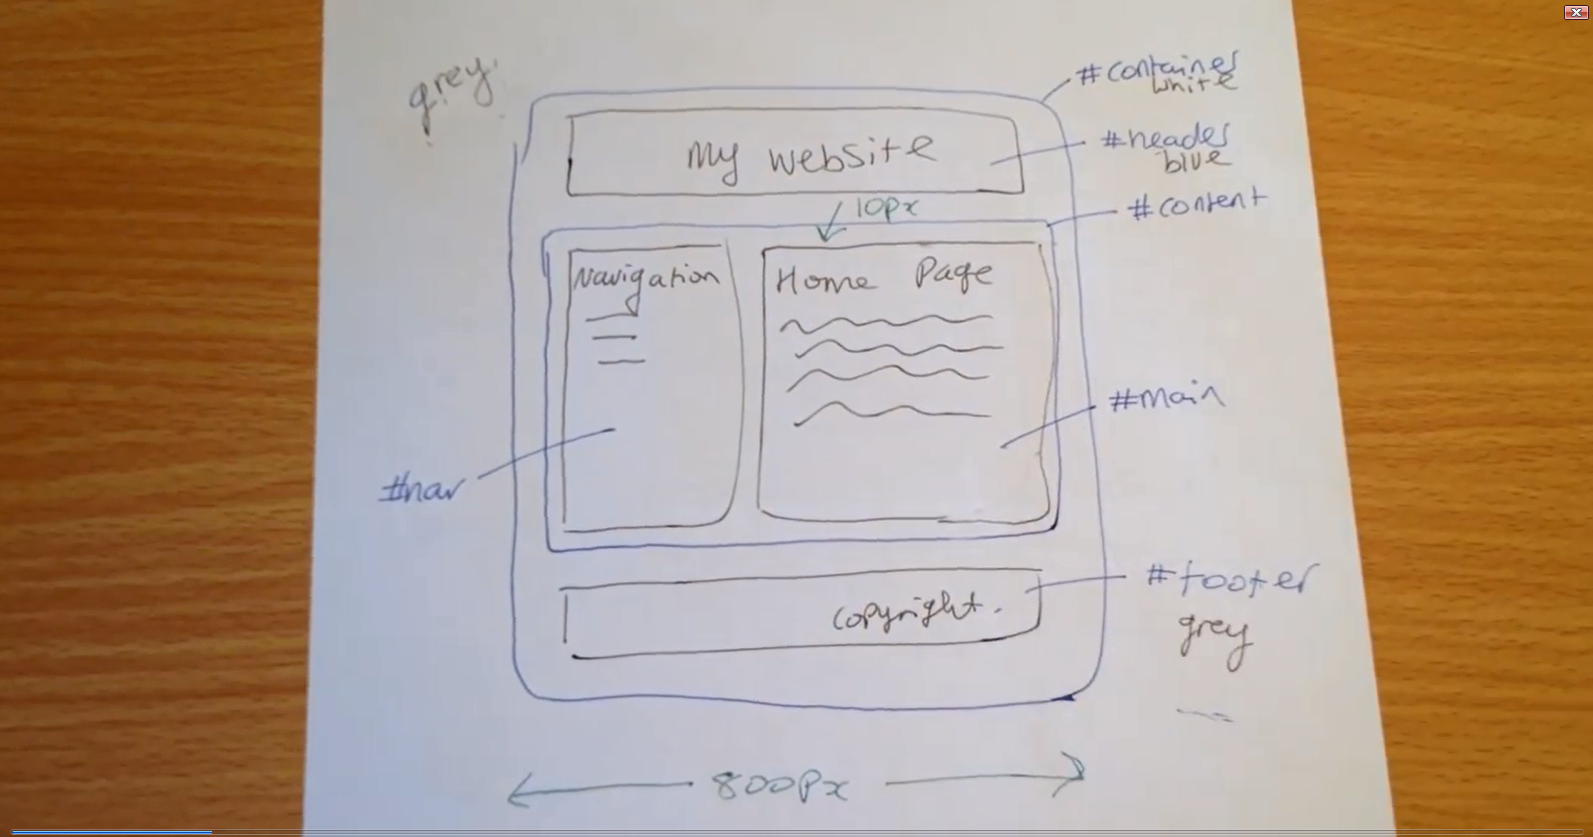 grey.
#container
white
My website
#header
blue
10px
#content
Navigation
Home Page
#main
#nav
#footer
copyright.
grey
800px